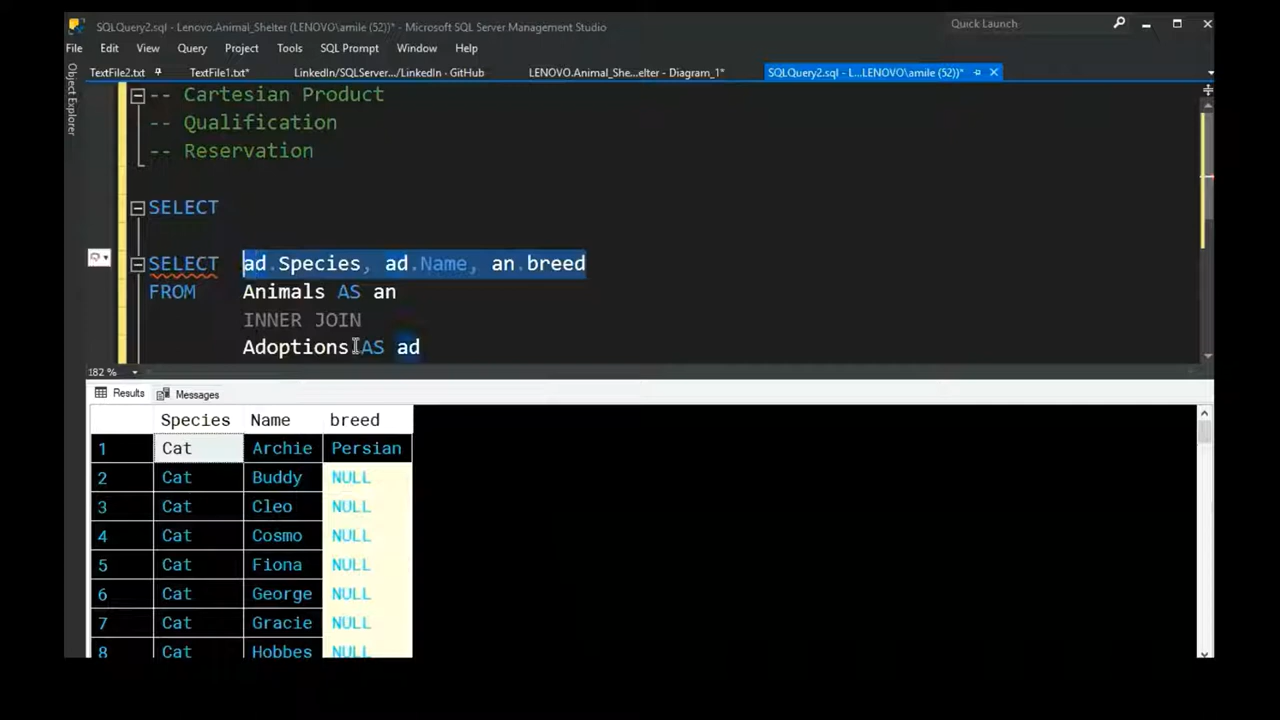 SQLQuery2.sql - Lenovo.Animal_Shelter (LENOVO\amile (52))* - Microsoft SQL Server Management Studio
Quick Launch
File Edit View Query Project Tools SQL Prompt Window Help
TextFile2.txt TextFile1.txt* LinkedIn/SQLServer.../LinkedIn - GitHub LENOVO.Animal_She...elter - Diagram_1* SQLQuery2.sql - L...LENOVO\amile (52))*
Object Explorer
-- Cartesian Product
-- Qualification
-- Reservation
SELECT
SELECT ad.Species, ad.Name, an.breed
FROM Animals AS an
INNER JOIN
Adoptions AS ad
182 %
Results Messages
Species Name breed
1 Cat Archie Persian
2 Cat Buddy NULL
3 Cat Cleo NULL
4 Cat Cosmo NULL
5 Cat Fiona NULL
6 Cat George NULL
7 Cat Gracie NULL
8 Cat Hobbes NULL